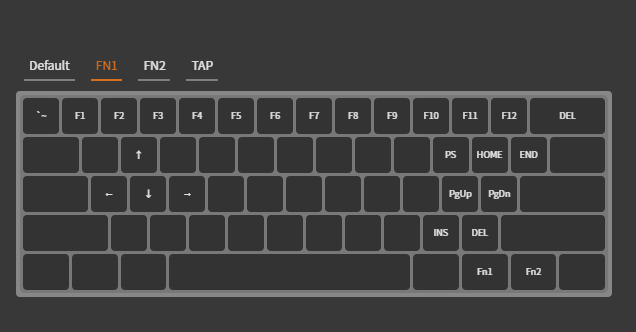 Default FN1 FN2 TAP
`~ F1 F2 F3 F4 F5 F6 F7 F8 F9 F10 F11 F12 DEL
↑ PS HOME END
← ↓ → PgUp PgDn
INS DEL
Fn1 Fn2